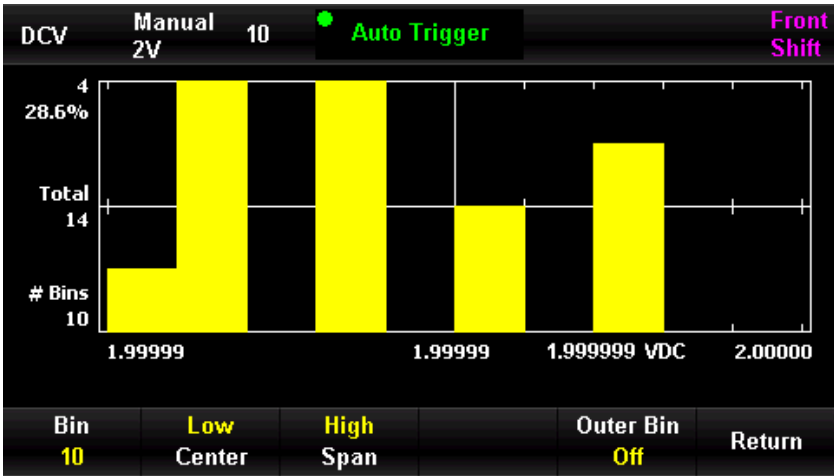 DCV Manual 10 Auto Trigger Front
2V Shift
4
28.6%
Total
14
# Bins
10
1.99999 1.99999 1.999999 VDC 2.00000
Bin Low High Outer Bin Return
10 Center Span Off